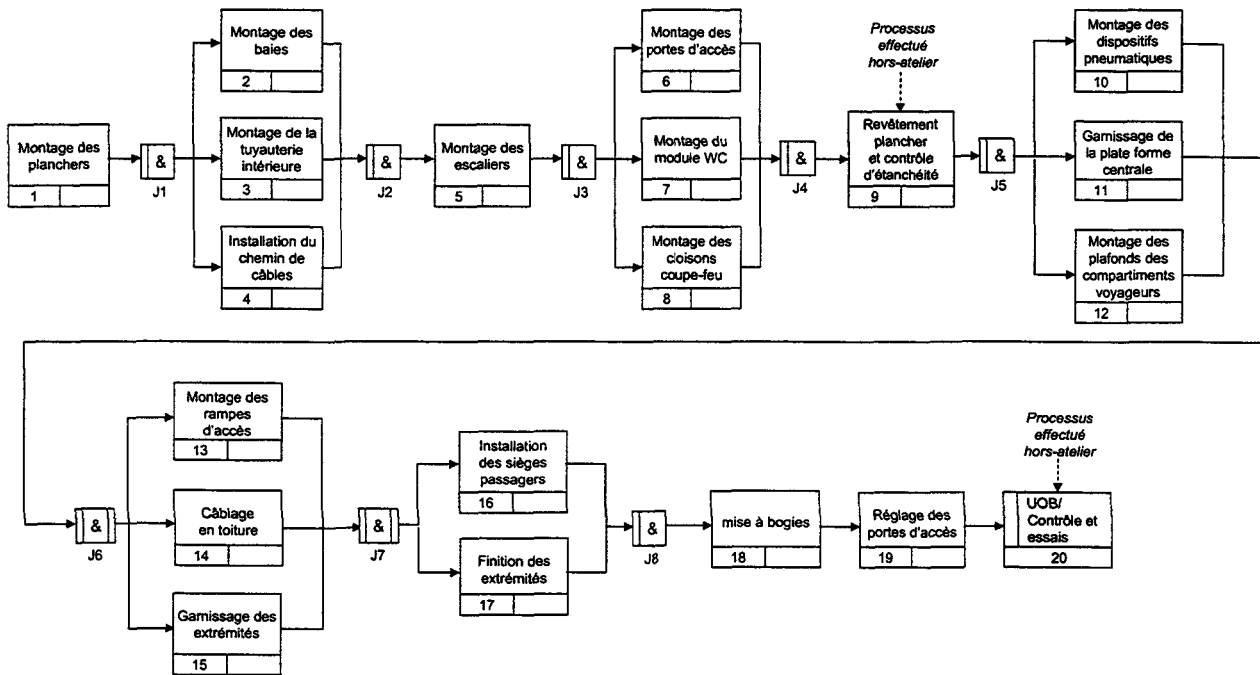 Montage des
planchers
1
&
J1
Montage des
baies
2
Montage de la
tuyauterie
intérieure
3
Installation du
chemin de
câbles
4
&
J2
Montage des
escaliers
5
&
J3
Montage des
portes d'accès
6
Montage du
module WC
7
Montage des
cloisons
coupe-feu
8
&
J4
Processus
effectué
hors-atelier
Revêtement
plancher
et contrôle
d'étanchéité
9
&
J5
Montage des
dispositifs
pneumatiques
10
Garnissage de
la plate forme
centrale
11
Montage des
plafonds des
compartiments
voyageurs
12
&
J6
Montage des
rampes
d'accès
13
Câblage
en toiture
14
Garnissage des
extrémités
15
&
J7
Installation
des sièges
passagers
16
Finition des
extrémités
17
&
J8
mise à bogies
18
Réglage des
portes d'accès
19
Processus
effectué
hors-atelier
UOB/
Contrôle et
essais
20